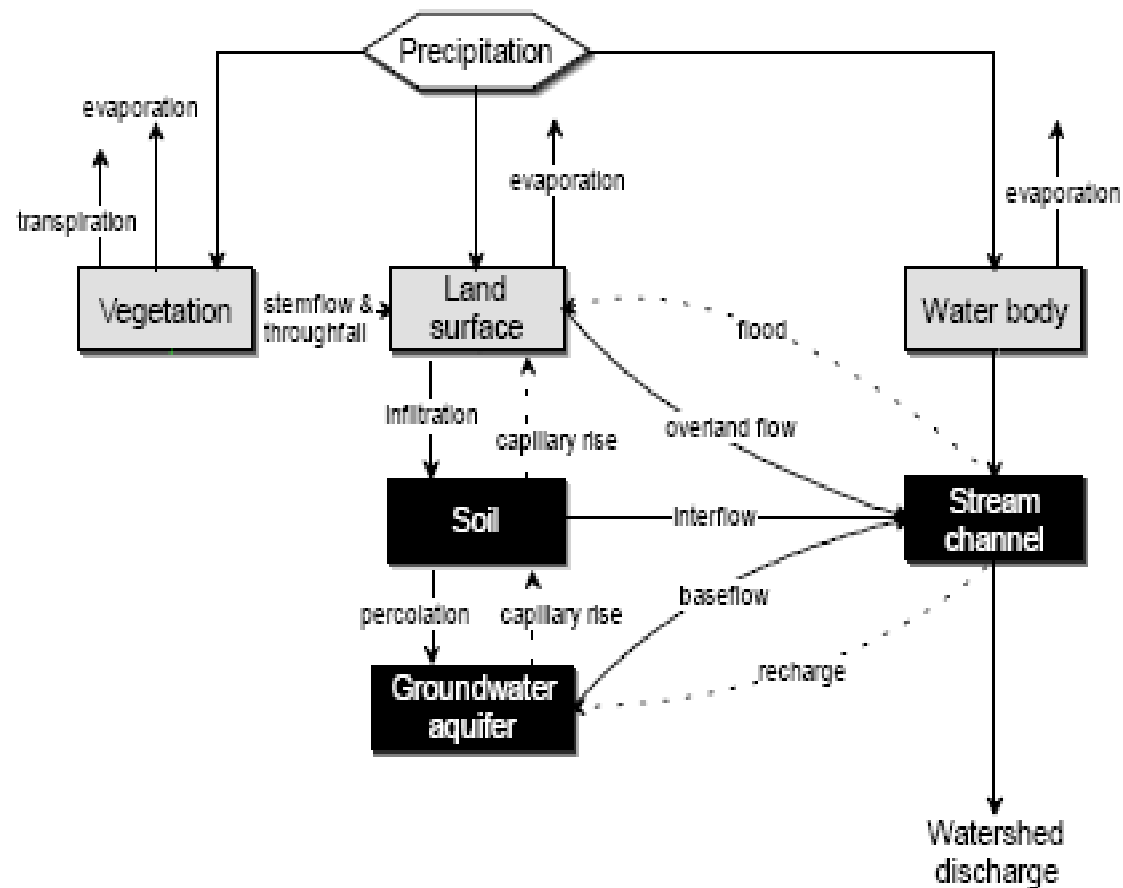 Precipitation
evaporation
evaporation
evaporation
transpiration
Vegetation
stemflow &
throughfall
Land
surface
Water body
flood
infiltration
capillary rise
overland flow
Soil
interflow
Stream
channel
percolation
capillary rise
baseflow
recharge
Groundwater
aquifer
Watershed
discharge